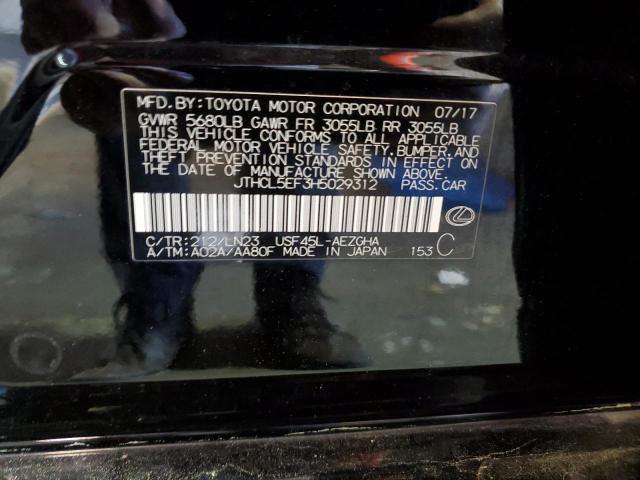 MFD.BY:TOYOTA MOTOR CORPORATION 07/17
GVWR 5680LB GAWR FR 3055LB RR 3055LB
THIS VEHICLE CONFORMS TO ALL APPLICABLE
FEDERAL MOTOR VEHICLE SAFETY,BUMPER, AND
THEFT PREVENTION STANDARDS IN EFFECT ON
THE DATE OF MANUFACTURE SHOWN ABOVE.
JTHCL5EF3H5029312 PASS.CAR
C/TR:212/LN23 USF45L-AEZGHA
A/TM:A02A/AA80F MADE IN JAPAN 153 C